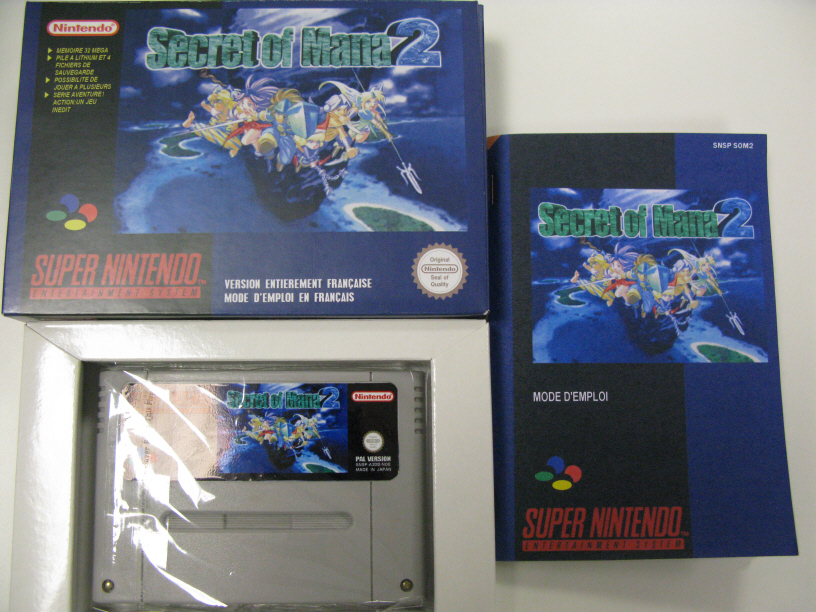 Nintendo
Secret of Mana 2
MEMOIRE 32 MEGA
PILE A LITHIUM ET 4
FICHIERS DE
SAUVEGARDE
POSSIBILITE DE
JOUER A PLUSIEURS
SERIE AVENTURE/
ACTION:UN JEU
INEDIT
SUPER NINTENDO
ENTERTAINMENT SYSTEM
VERSION ENTIEREMENT FRANÇAISE
MODE D'EMPLOI EN FRANÇAIS
Original
Nintendo
Seal of
Quality
SNSP SOM2
Secret of Mana 2
MODE D'EMPLOI
SUPER NINTENDO
ENTERTAINMENT SYSTEM
Secret of Mana 2
Nintendo
PAL VERSION
MADE IN JAPAN